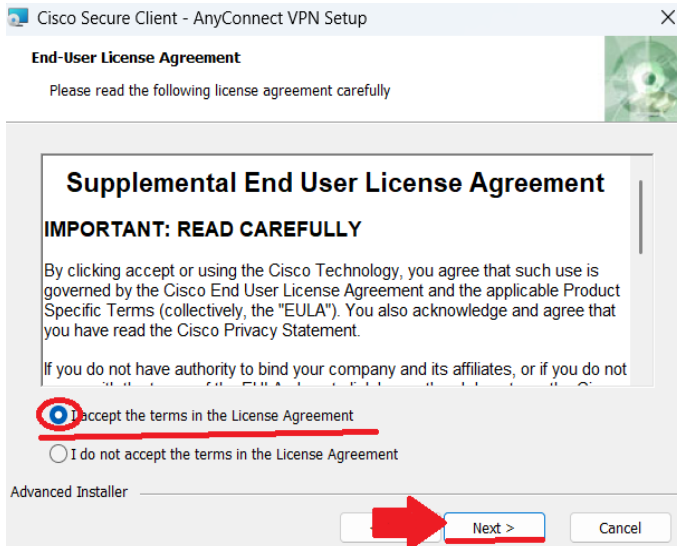 Cisco Secure Client - AnyConnect VPN Setup
End-User License Agreement
Please read the following license agreement carefully
Supplemental End User License Agreement
IMPORTANT: READ CAREFULLY
By clicking accept or using the Cisco Technology, you agree that such use is
governed by the Cisco End User License Agreement and the applicable Product
Specific Terms (collectively, the "EULA"). You also acknowledge and agree that
you have read the Cisco Privacy Statement.
If you do not have authority to bind your company and its affiliates, or if you do not
I accept the terms in the License Agreement
I do not accept the terms in the License Agreement
Advanced Installer
Next >
Cancel